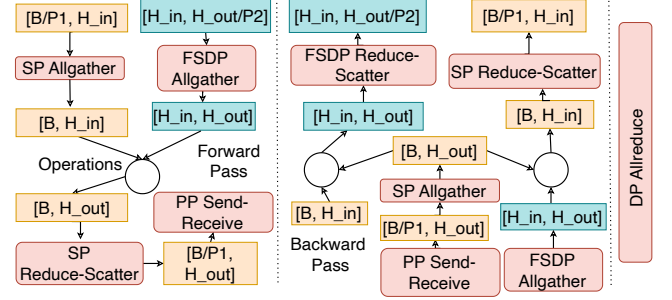 [B/P1, H_in]
[H_in, H_out/P2]
SP Allgather
FSDP
Allgather
[B, H_in]
[H_in, H_out]
Operations
Forward
Pass
[B, H_out]
PP Send-
Receive
SP
Reduce-Scatter
[B/P1,
H_out]
[H_in, H_out/P2]
[B/P1, H_in]
FSDP Reduce-
Scatter
SP Reduce-Scatter
[H_in, H_out]
[B, H_in]
[B, H_out]
SP Allgather
[B, H_in]
[B/P1, H_out]
[H_in, H_out]
Backward
Pass
PP Send-
Receive
FSDP
Allgather
DP Allreduce